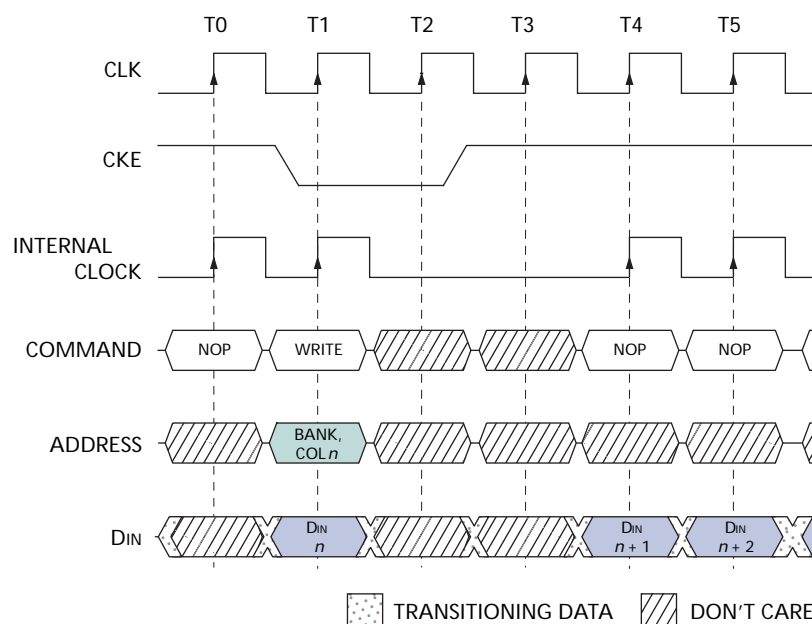 T0 T1 T2 T3 T4 T5
CLK
CKE
INTERNAL
CLOCK
COMMAND NOP WRITE NOP NOP
ADDRESS BANK,
COL n
DIN DIN
n DIN
n + 1 DIN
n + 2
TRANSITIONING DATA DON'T CARE